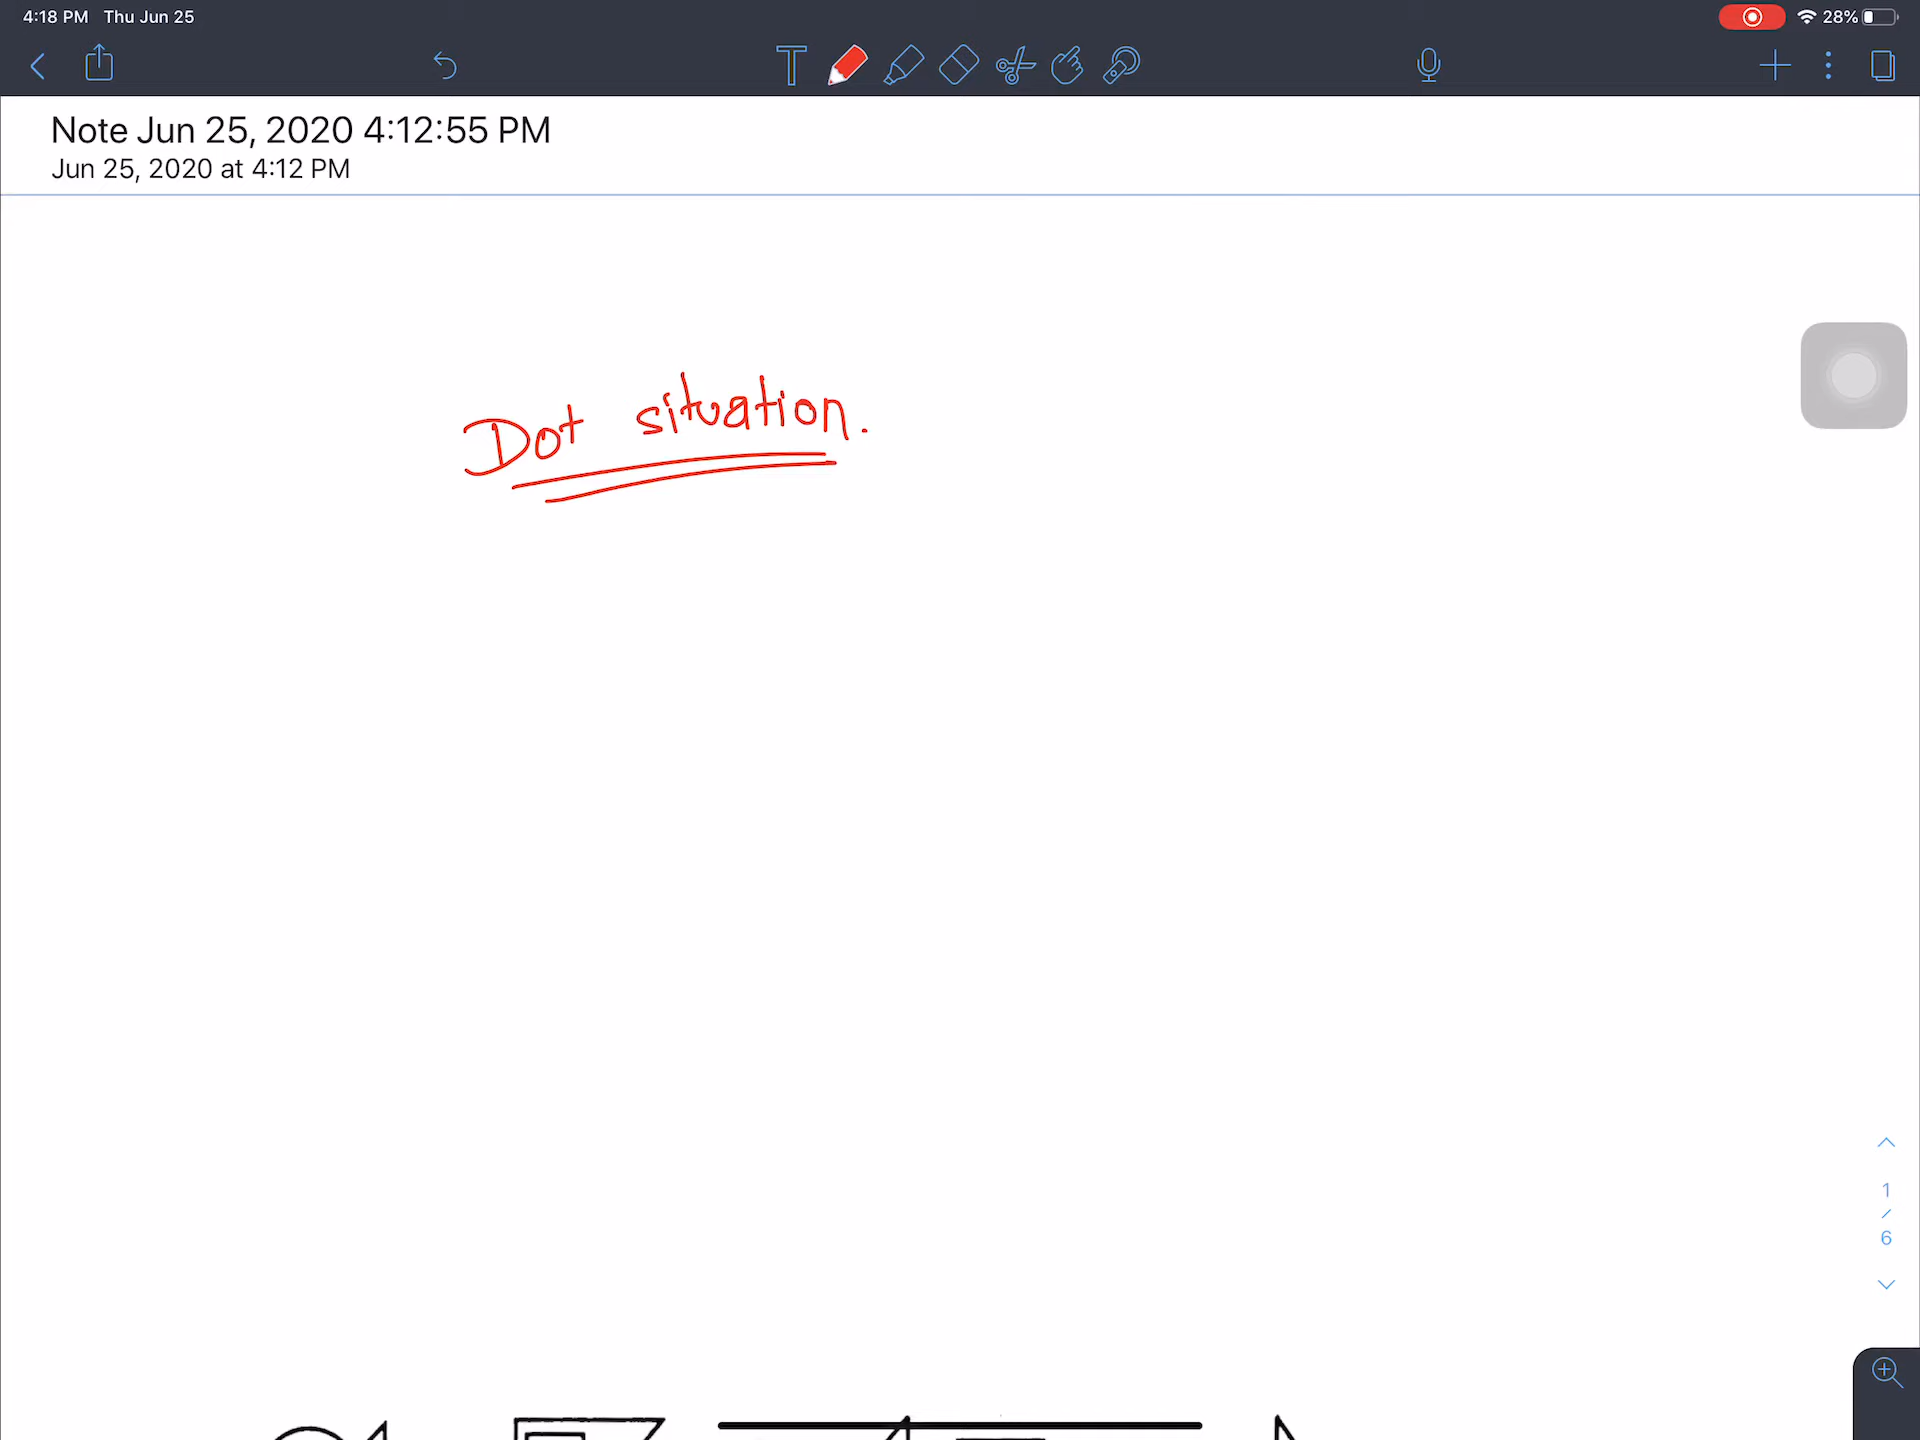 4:18 PM Thu Jun 25
28%
Note Jun 25, 2020 4:12:55 PM
Jun 25, 2020 at 4:12 PM
Dot situation.
1
/
6